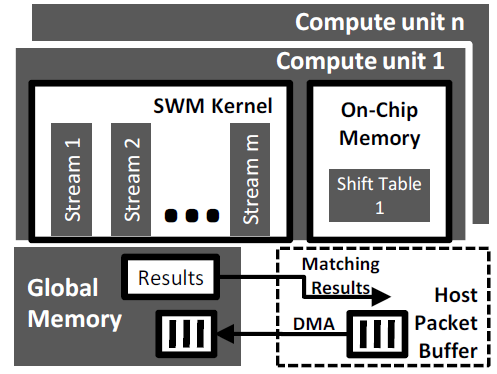 Compute unit n
Compute unit 1
SWM Kernel
Stream 1
Stream 2
Stream m
On-Chip
Memory
Shift Table
1
Global
Memory
Results
Matching
Results
DMA
Host
Packet
Buffer